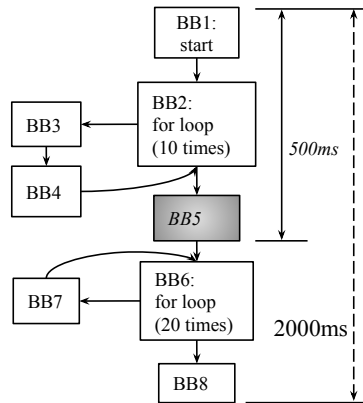 BB1:
start
BB2:
for loop
(10 times)
BB3
BB4
500ms
BB5
BB6:
for loop
(20 times)
BB7
2000ms
BB8